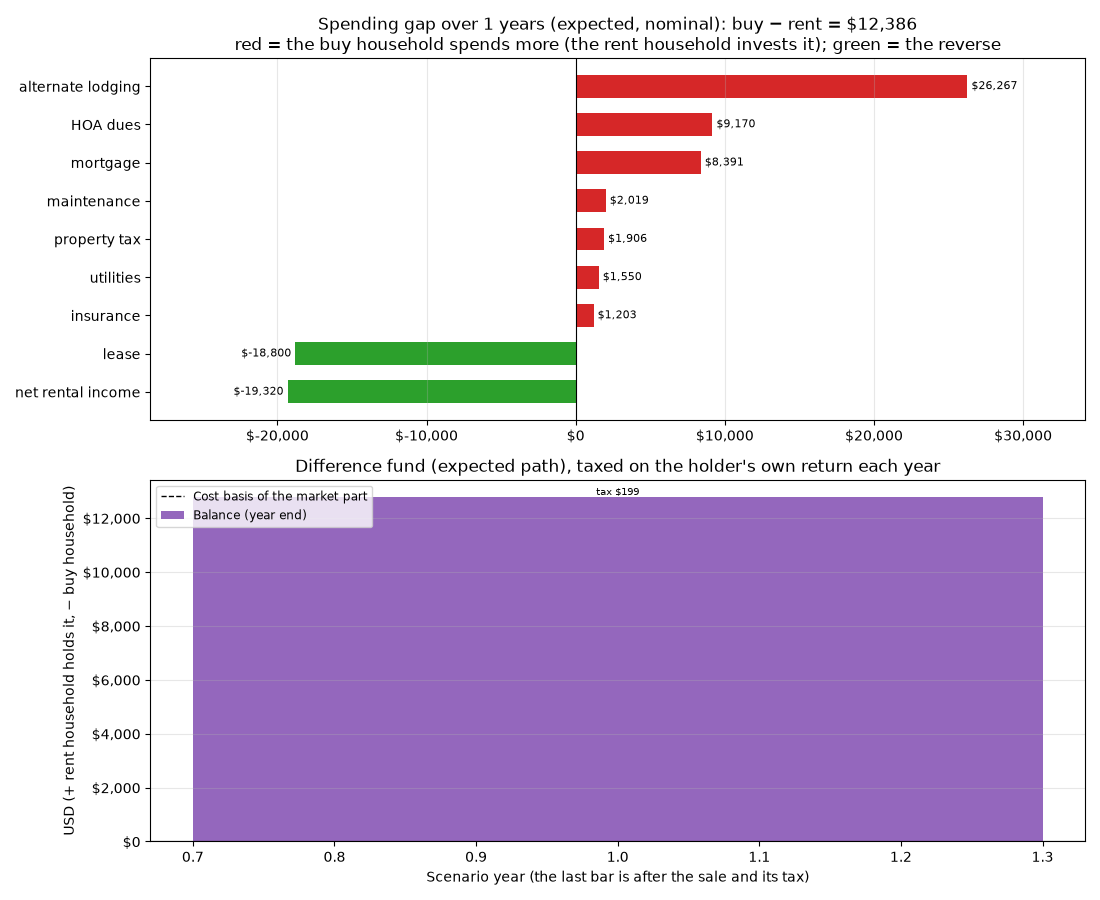 Spending gap over 1 years (expected, nominal): buy − rent = $12,386
red = the buy household spends more (the rent household invests it); green = the reverse
alternate lodging
$26,267
HOA dues
$9,170
mortgage
$8,391
maintenance
$2,019
property tax
$1,906
utilities
$1,550
insurance
$1,203
lease
$-18,800
net rental income
$-19,320
$-20,000
$-10,000
$0
$10,000
$20,000
$30,000
Difference fund (expected path), taxed on the holder's own return each year
tax $199
Cost basis of the market part
Balance (year end)
USD (+ rent household holds it, − buy household)
$12,000
$10,000
$8,000
$6,000
$4,000
$2,000
$0
0.7
0.8
0.9
1.0
1.1
1.2
1.3
Scenario year (the last bar is after the sale and its tax)